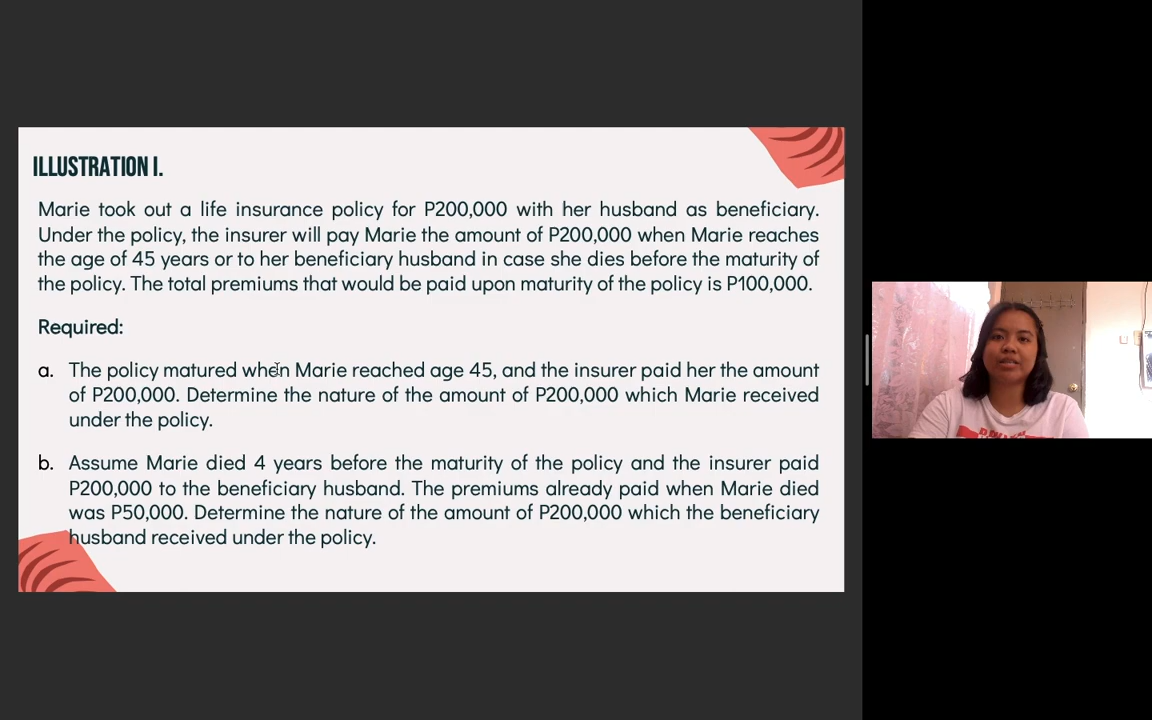 ILLUSTRATION I.
Marie took out a life insurance policy for P200,000 with her husband as beneficiary.
Under the policy, the insurer will pay Marie the amount of P200,000 when Marie reaches
the age of 45 years or to her beneficiary husband in case she dies before the maturity of
the policy. The total premiums that would be paid upon maturity of the policy is P100,000.
Required:
a. The policy matured when Marie reached age 45, and the insurer paid her the amount
of P200,000. Determine the nature of the amount of P200,000 which Marie received
under the policy.
b. Assume Marie died 4 years before the maturity of the policy and the insurer paid
P200,000 to the beneficiary husband. The premiums already paid when Marie died
was P50,000. Determine the nature of the amount of P200,000 which the beneficiary
husband received under the policy.